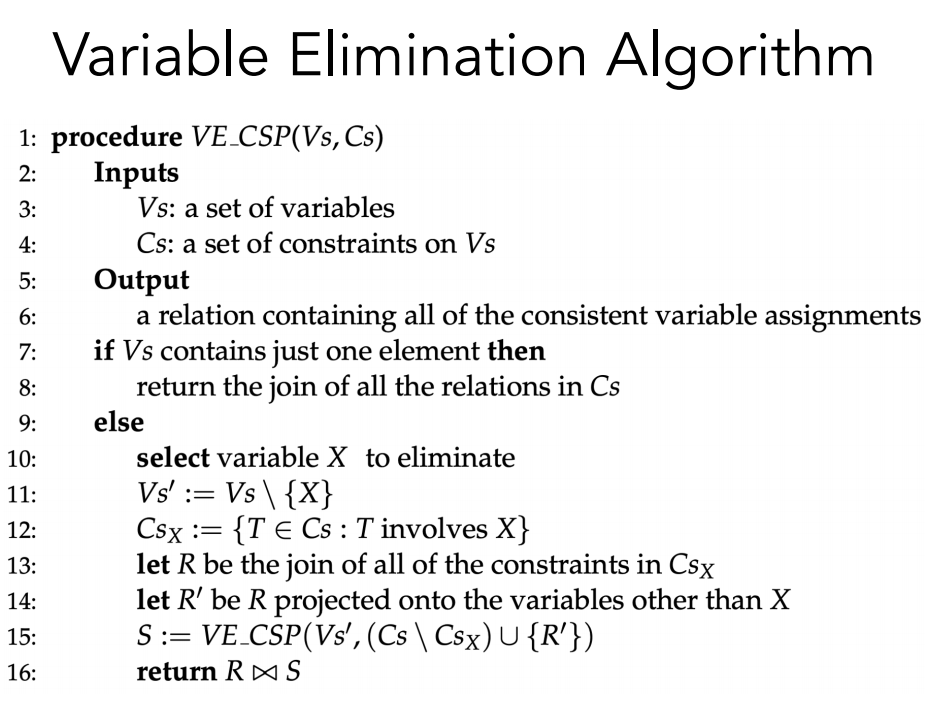 Variable Elimination Algorithm
1: procedure VE_CSP(Vs, Cs)
2: Inputs
3: Vs: a set of variables
4: Cs: a set of constraints on Vs
5: Output
6: a relation containing all of the consistent variable assignments
7: if Vs contains just one element then
8: return the join of all the relations in Cs
9: else
10: select variable X to eliminate
11: Vs′ := Vs \ {X}
12: Cs_X := {T ∈ Cs : T involves X}
13: let R be the join of all of the constraints in Cs_X
14: let R′ be R projected onto the variables other than X
15: S := VE_CSP(Vs′, (Cs \ Cs_X) ∪ {R′})
16: return R ⋈ S